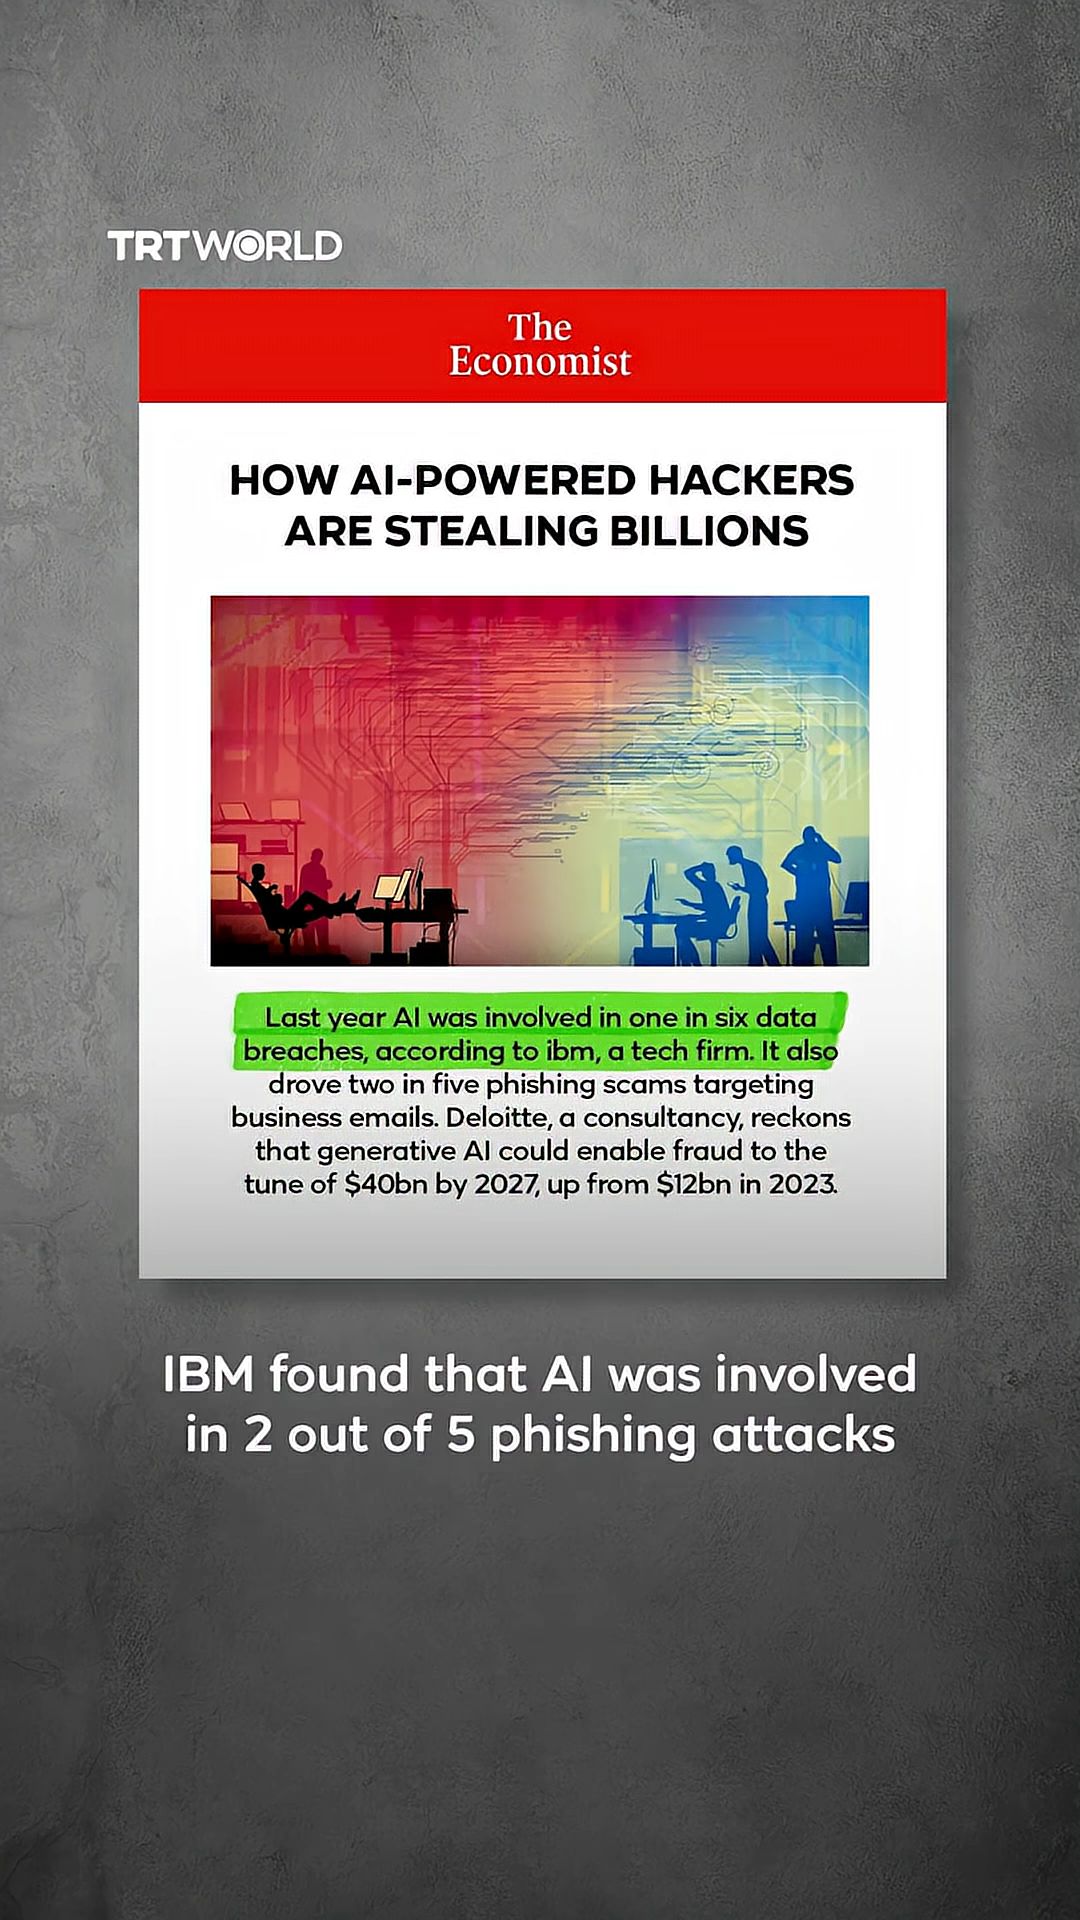 TRT WORLD
The
Economist
HOW AI-POWERED HACKERS
ARE STEALING BILLIONS
Last year AI was involved in one in six data
breaches, according to ibm, a tech firm. It also
drove two in five phishing scams targeting
business emails. Deloitte, a consultancy, reckons
that generative AI could enable fraud to the
tune of $40bn by 2027, up from $12bn in 2023.
IBM found that AI was involved
in 2 out of 5 phishing attacks